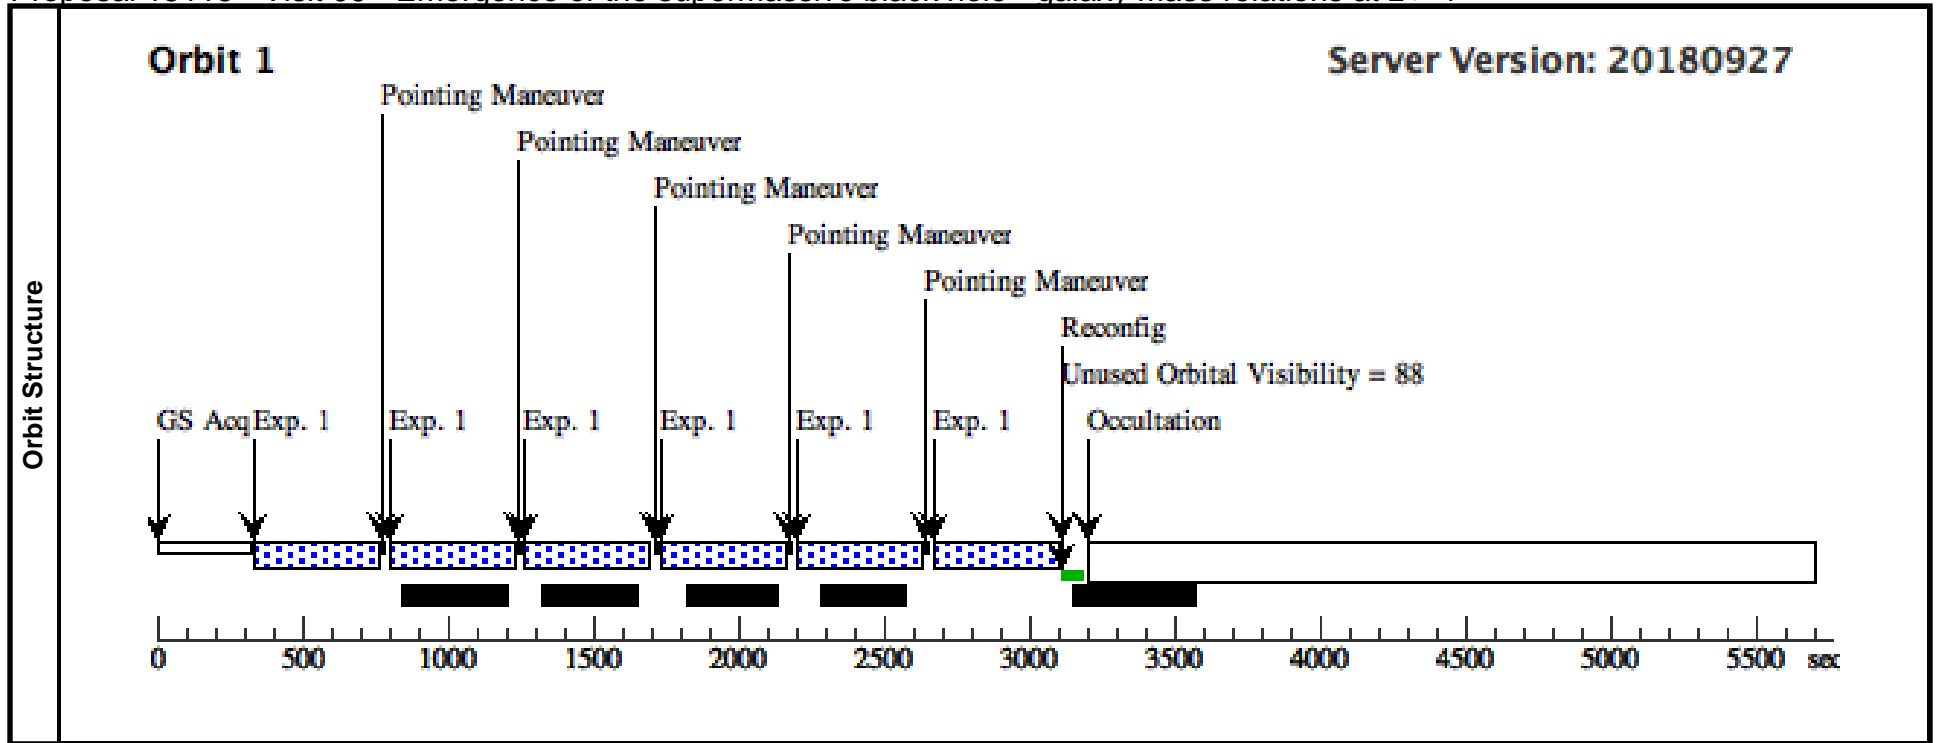 Orbit 1
Server Version: 20180927
Pointing Maneuver
Pointing Maneuver
Pointing Maneuver
Pointing Maneuver
Pointing Maneuver
Reconfig
Unused Orbital Visibility = 88
GS Acq Exp. 1 Exp. 1 Exp. 1 Exp. 1 Exp. 1 Exp. 1 Occultation
Orbit Structure
0 500 1000 1500 2000 2500 3000 3500 4000 4500 5000 5500 sec